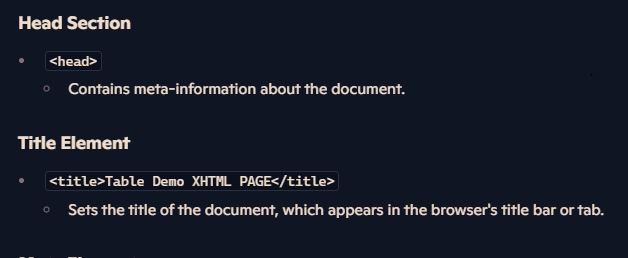 Head Section
<head>
Contains meta-information about the document.
Title Element
<title>Table Demo XHTML PAGE</title>
Sets the title of the document, which appears in the browser's title bar or tab.